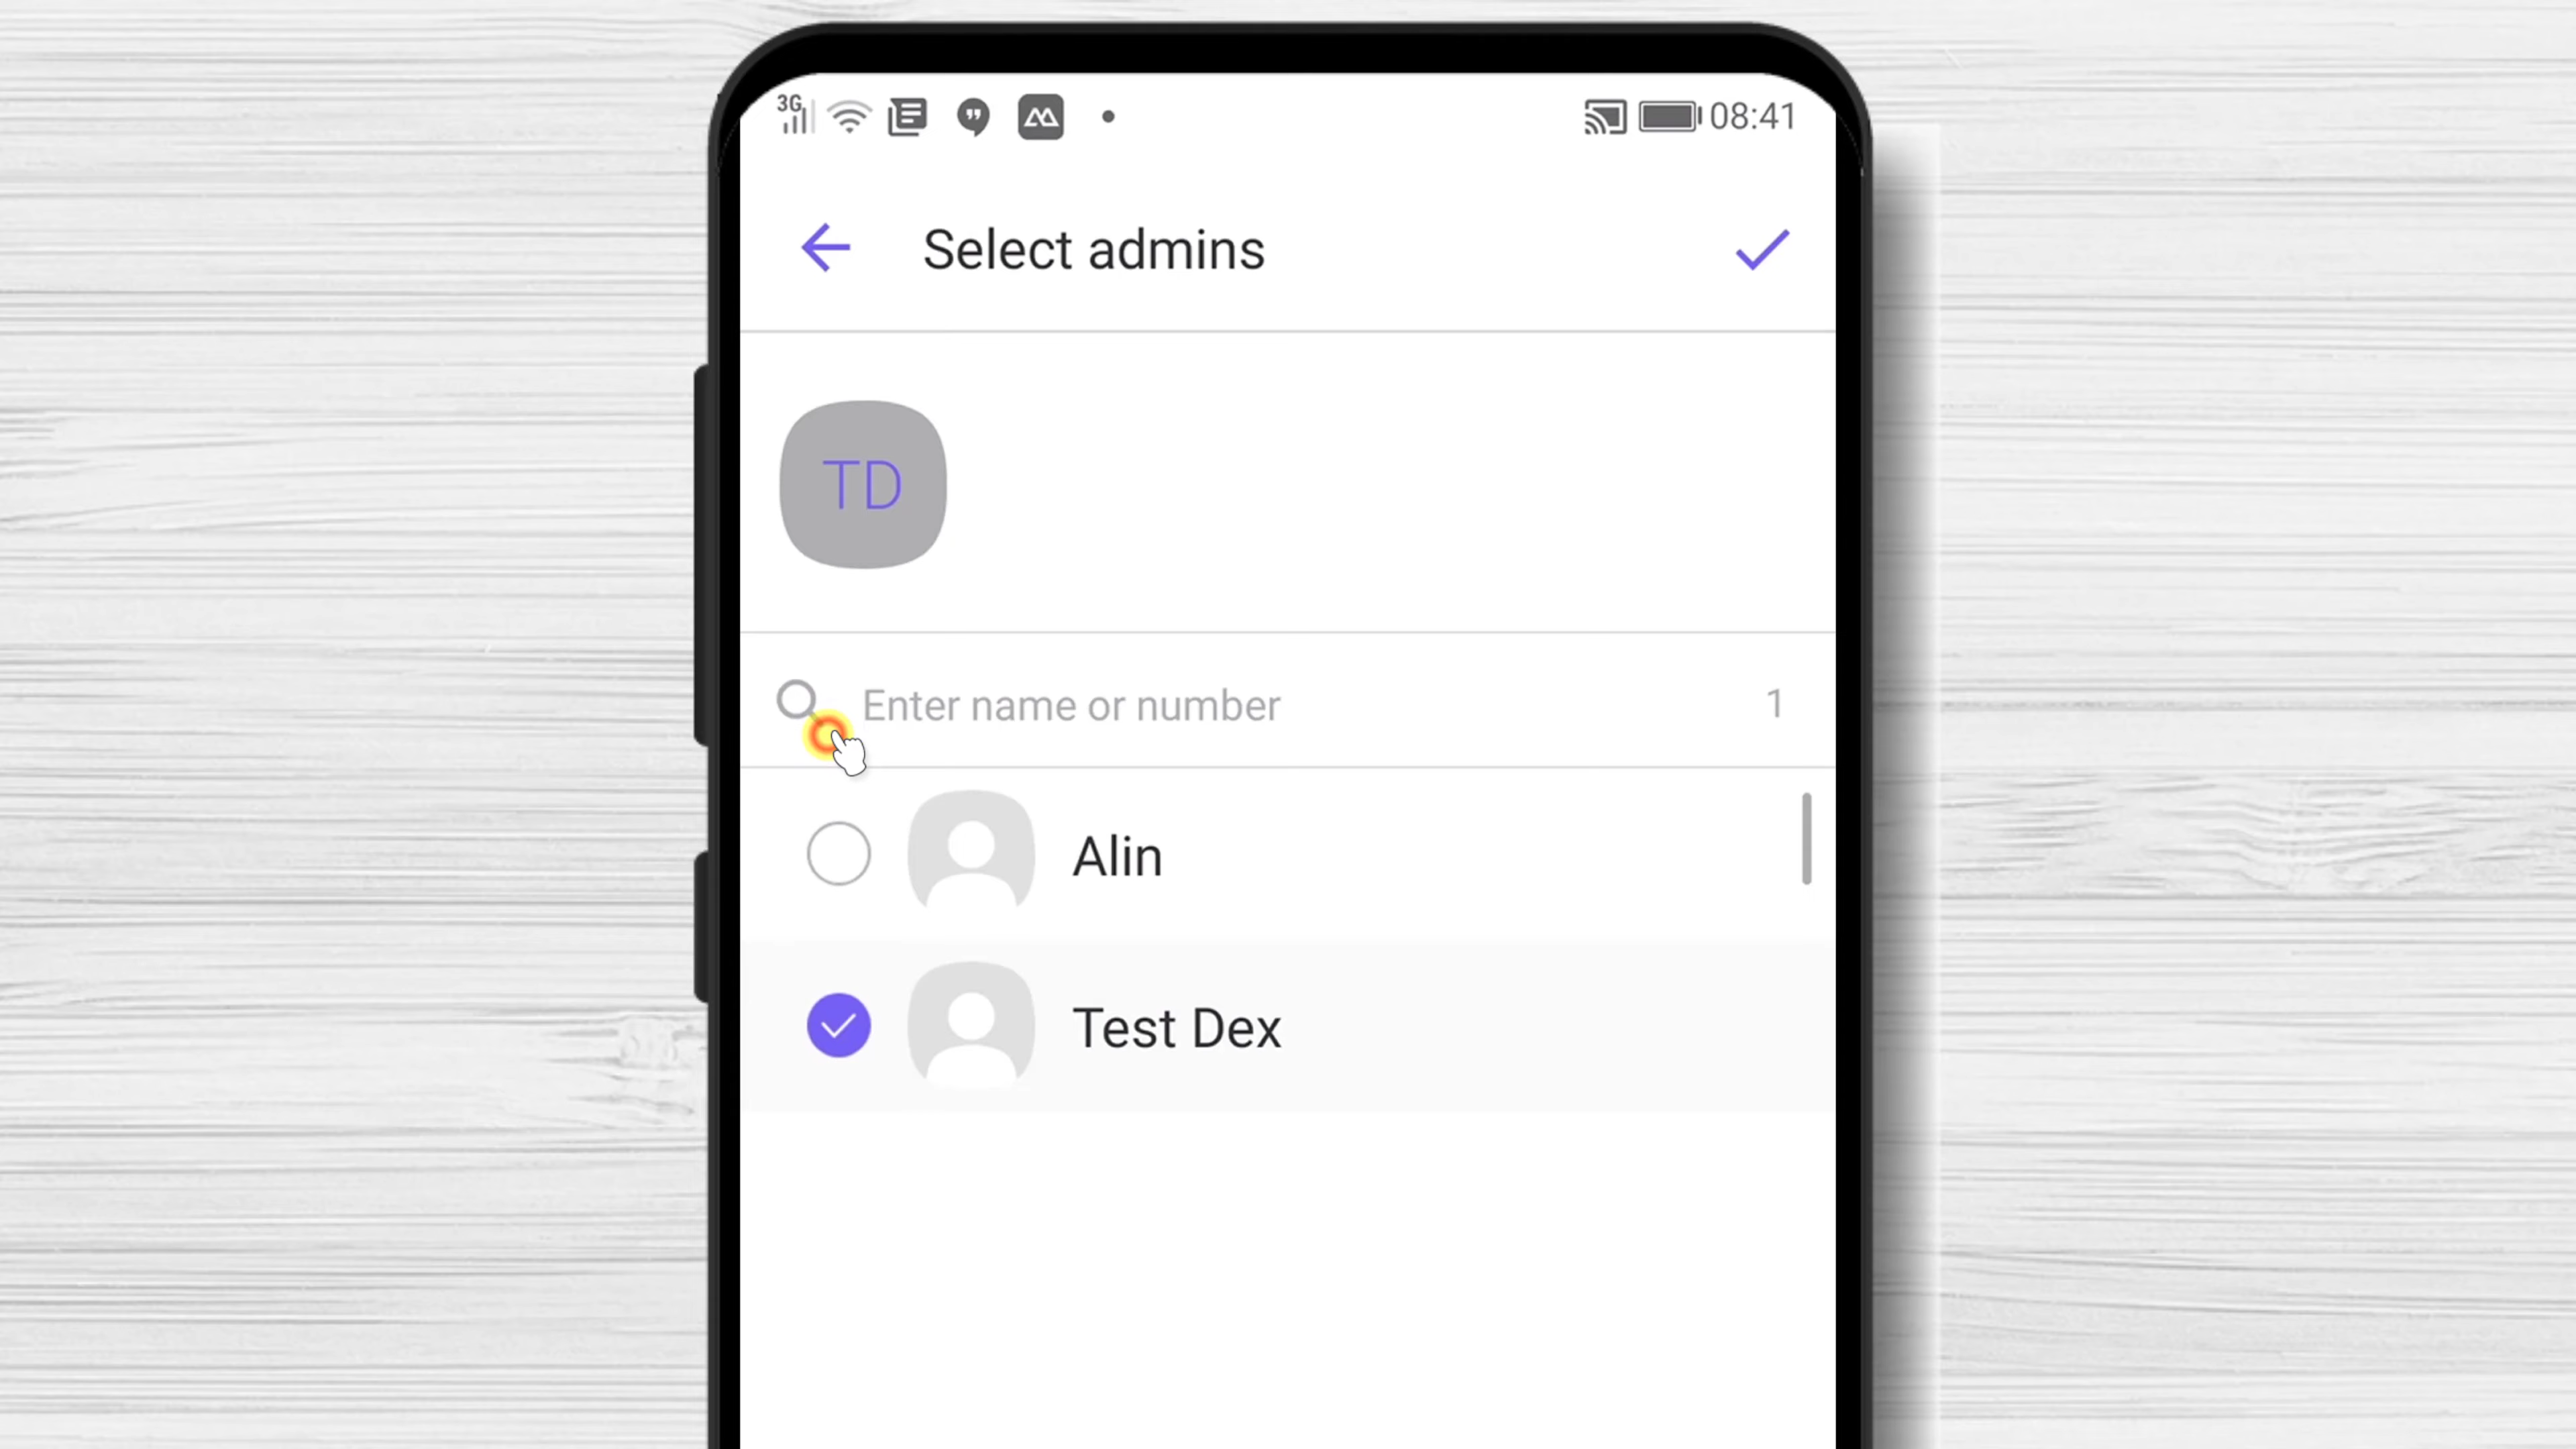 3G
08:41
Select admins
TD
Enter name or number
1
Alin
Test Dex